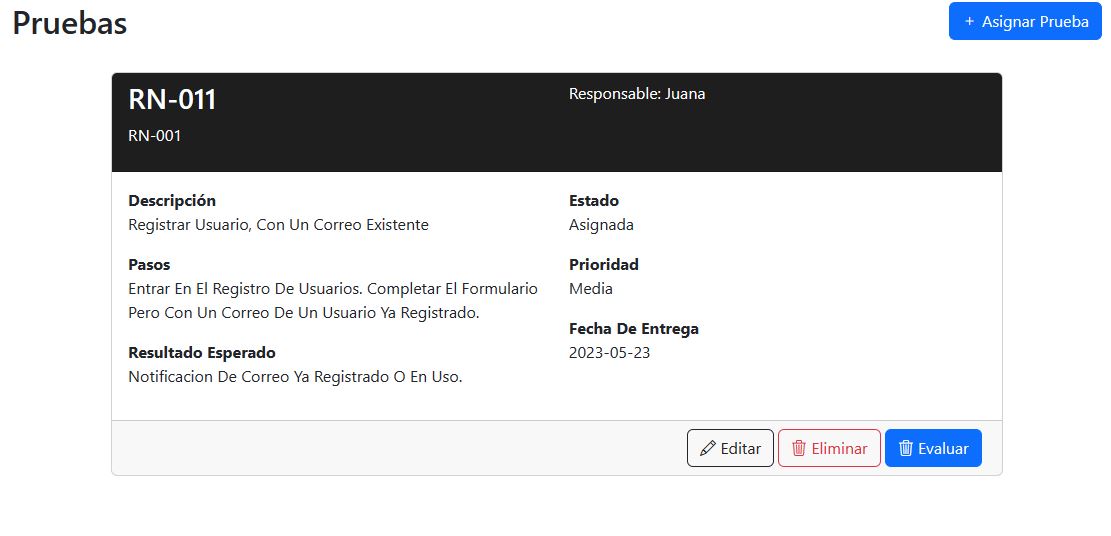 Pruebas
+ Asignar Prueba
RN-011
RN-001
Responsable: Juana
Descripción
Registrar Usuario, Con Un Correo Existente
Pasos
Entrar En El Registro De Usuarios. Completar El Formulario
Pero Con Un Correo De Un Usuario Ya Registrado.
Resultado Esperado
Notificacion De Correo Ya Registrado O En Uso.
Estado
Asignada
Prioridad
Media
Fecha De Entrega
2023-05-23
Editar
Eliminar
Evaluar